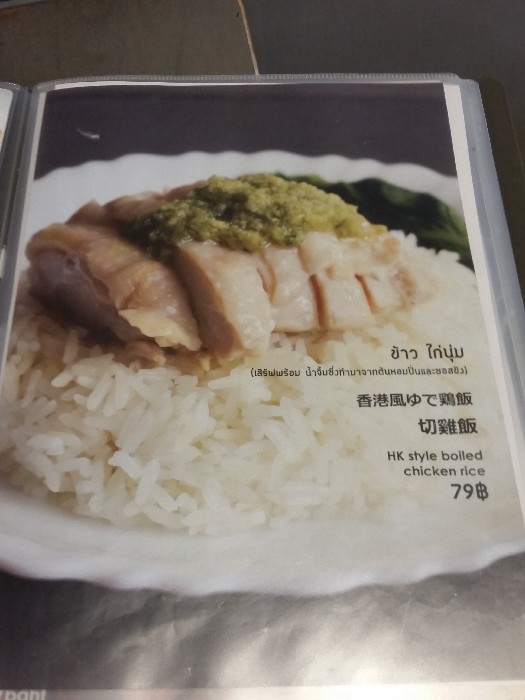 ข้าว ไก่นุ่ม
(เสิร์ฟพร้อม น้ำจิ้มซึ่งทำมาจากต้นหอมปั่นและซอสขิง)
香港風ゆで鶏飯
切雞飯
HK style bolled
chicken rice
79฿